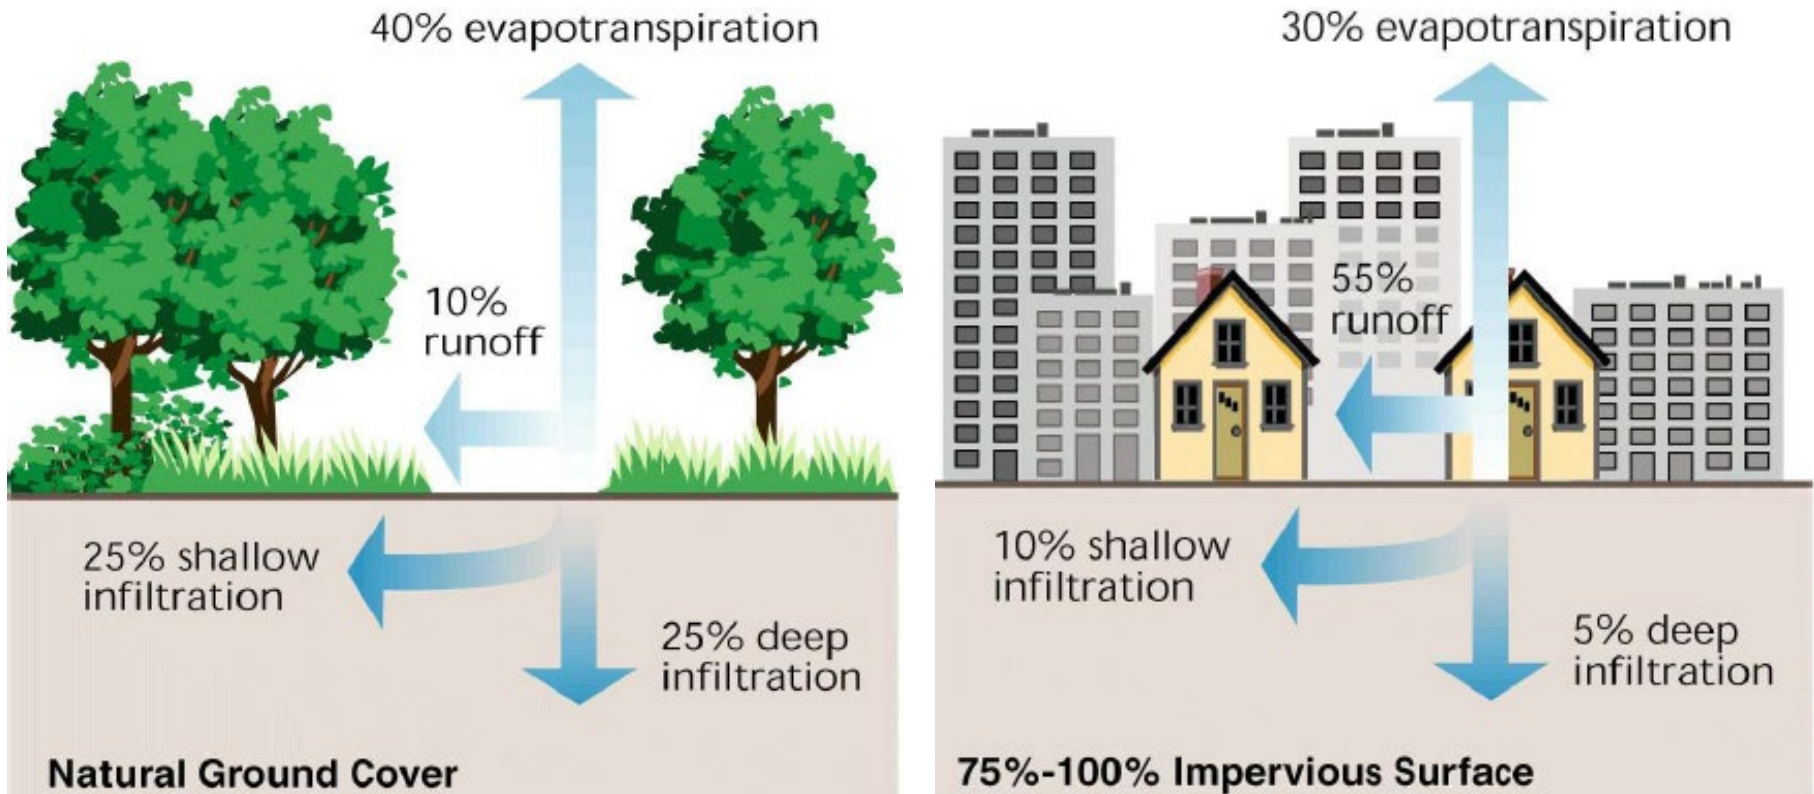 40% evapotranspiration
10%
runoff
25% shallow
infiltration
25% deep
infiltration
Natural Ground Cover
30% evapotranspiration
55%
runoff
10% shallow
infiltration
5% deep
infiltration
75%-100% Impervious Surface